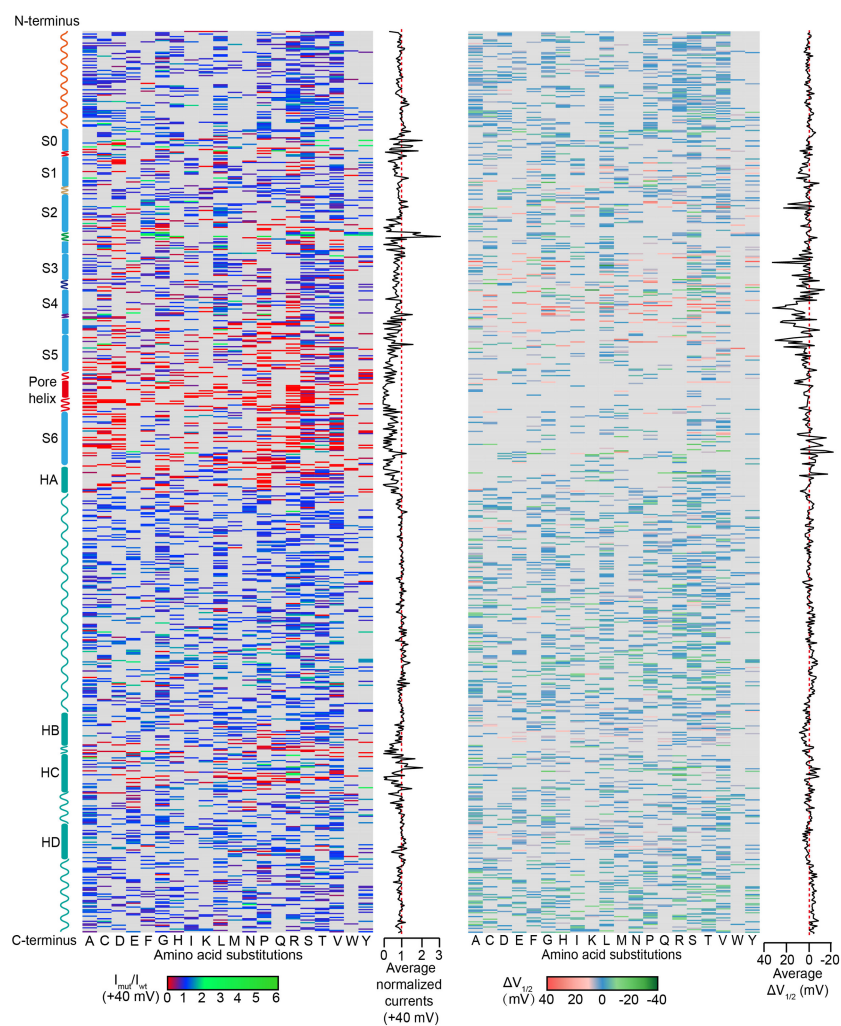 N-terminus
S0
S1
S2
S3
S4
S5
Pore
helix
S6
HA
HB
HC
HD
C-terminus
A C D E F G H I K L M N P Q R S T V W Y
Amino acid substitutions
0 1 2 3
Average
normalized
currents
(+40 mV)
A C D E F G H I K L M N P Q R S T V W Y
Amino acid substitutions
40 20 0 -20
Average
ΔV1/2 (mV)
Imut/Iwt
(+40 mV)
0 1 2 3 4 5 6
ΔV1/2
(mV)
40 20 0 -20 -40